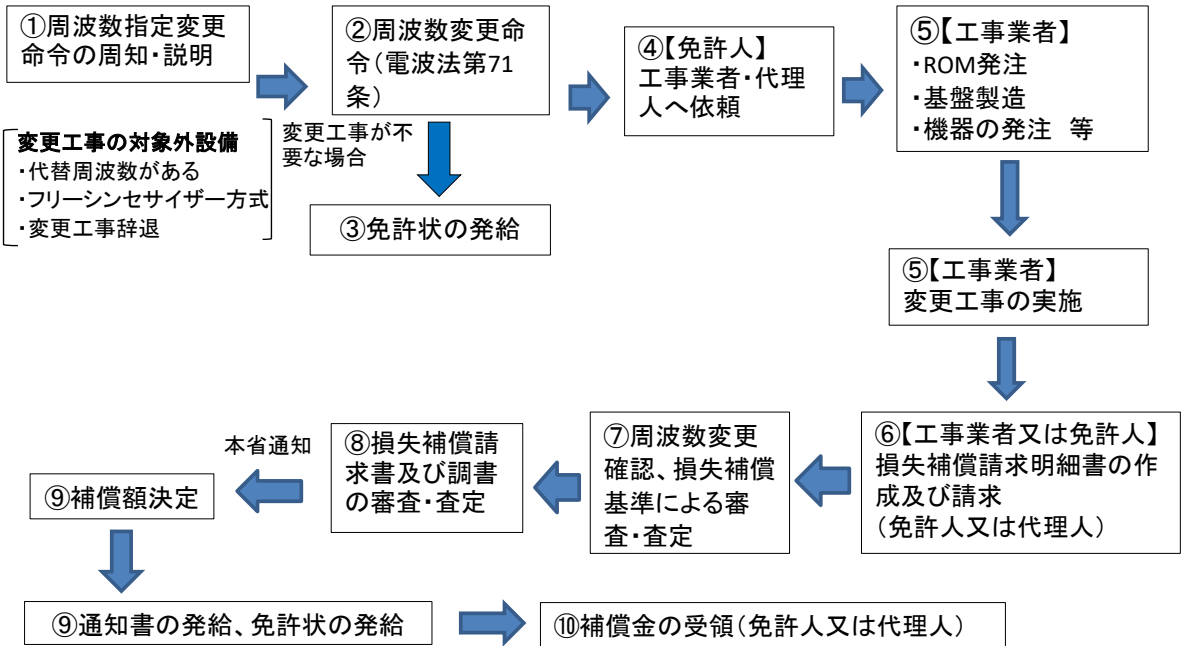 ①周波数指定変更
命令の周知・説明
②周波数変更命
令(電波法第71
条)
④【免許人】
工事業者・代理
人へ依頼
⑤【工事業者】
・ROM発注
・基盤製造
・機器の発注 等
変更工事の対象外設備
・代替周波数がある
・フリーシンセサイザー方式
・変更工事辞退
変更工事が不
要な場合
③免許状の発給
⑤【工事業者】
変更工事の実施
⑥【工事業者又は免許人】
損失補償請求明細書の作
成及び請求
(免許人又は代理人)
⑦周波数変更
確認、損失補償
基準による審
査・査定
⑧損失補償請
求書及び調書
の審査・査定
本省通知
⑨補償額決定
⑨通知書の発給、免許状の発給
⑩補償金の受領(免許人又は代理人)